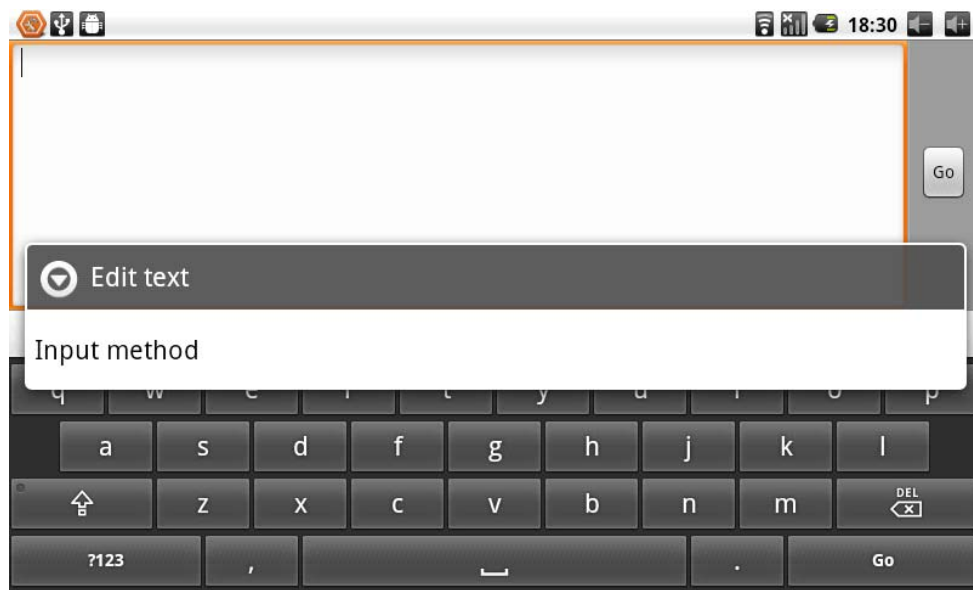 18:30
Go
Edit text
Input method
q w e r t y u i o p
a s d f g h j k l
z x c v b n m DEL
?123 , . Go